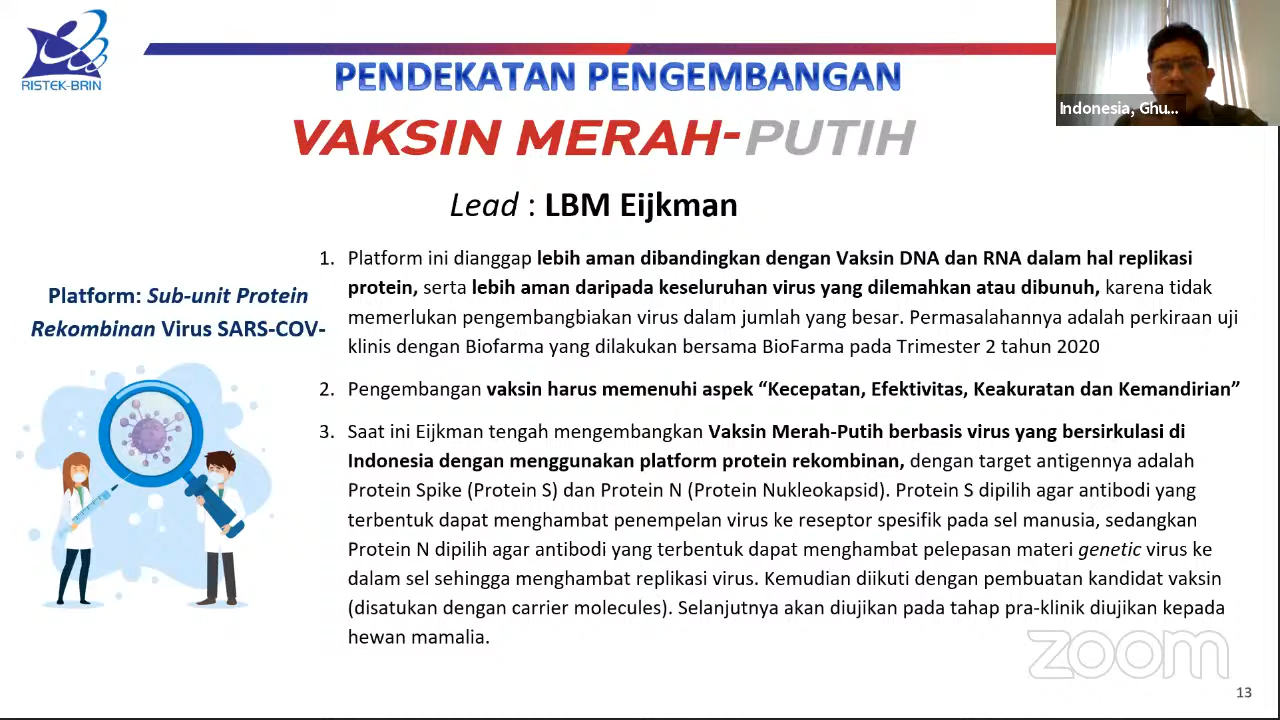 RISTEK-BRIN
PENDEKATAN PENGEMBANGAN
VAKSIN MERAH-PUTIH
Lead : LBM Eijkman
Indonesia, Ghu...
Platform: Sub-unit Protein
Rekombinan Virus SARS-COV-
1. Platform ini dianggap lebih aman dibandingkan dengan Vaksin DNA dan RNA dalam hal replikasi
protein, serta lebih aman daripada keseluruhan virus yang dilemahkan atau dibunuh, karena tidak
memerlukan pengembangbiakan virus dalam jumlah yang besar. Permasalahannya adalah perkiraan uji
klinis dengan Biofarma yang dilakukan bersama BioFarma pada Trimester 2 tahun 2020
2. Pengembangan vaksin harus memenuhi aspek “Kecepatan, Efektivitas, Keakuratan dan Kemandirian”
3. Saat ini Eijkman tengah mengembangkan Vaksin Merah-Putih berbasis virus yang bersirkulasi di
Indonesia dengan menggunakan platform protein rekombinan, dengan target antigennya adalah
Protein Spike (Protein S) dan Protein N (Protein Nukleokapsid). Protein S dipilih agar antibodi yang
terbentuk dapat menghambat penempelan virus ke reseptor spesifik pada sel manusia, sedangkan
Protein N dipilih agar antibodi yang terbentuk dapat menghambat pelepasan materi genetic virus ke
dalam sel sehingga menghambat replikasi virus. Kemudian diikuti dengan pembuatan kandidat vaksin
(disatukan dengan carrier molecules). Selanjutnya akan diujikan pada tahap pra-klinik diujikan kepada
hewan mamalia.
zoom
13